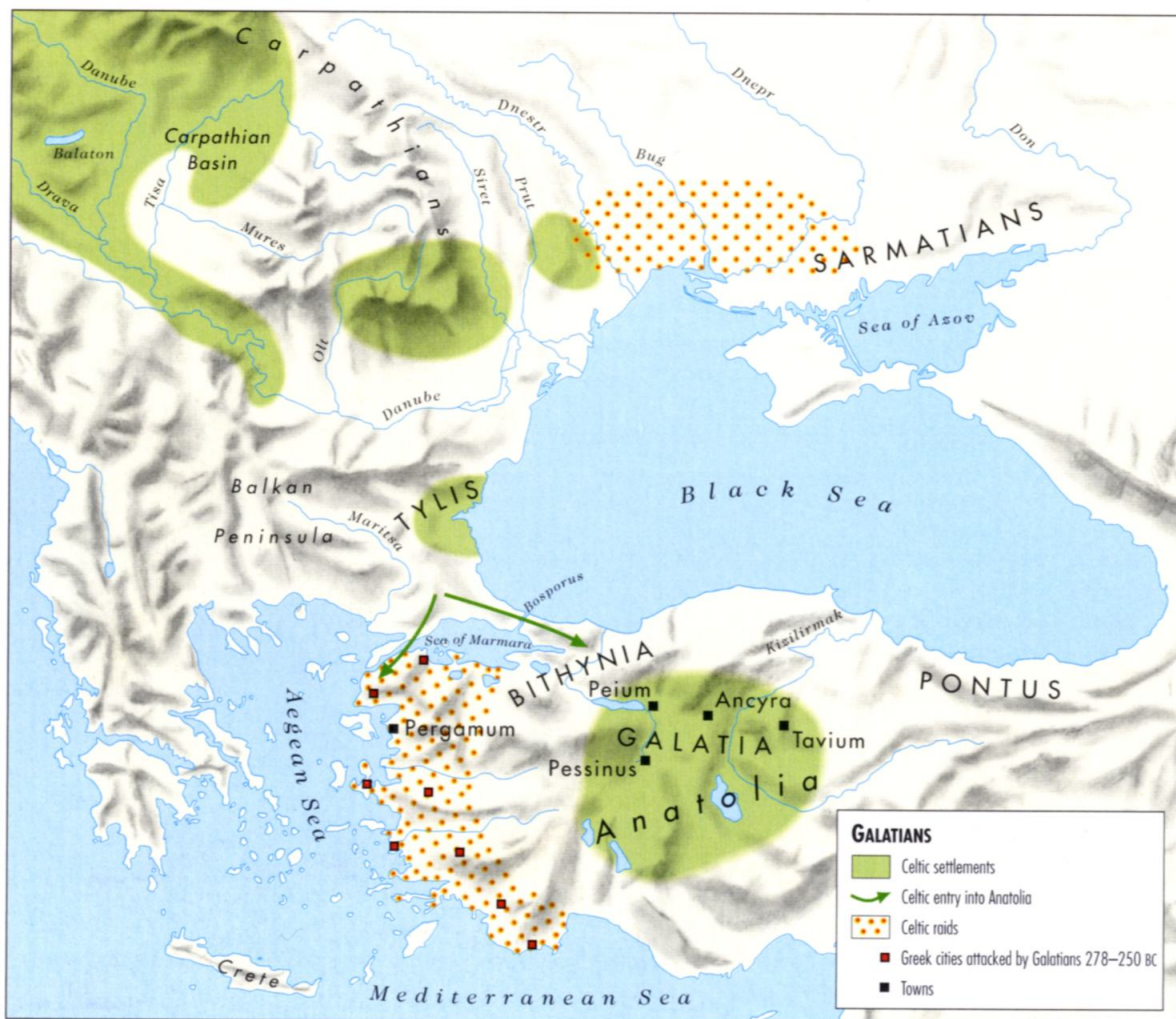 Carpathians
Danube
Dnestr
Dnepr
Don
Carpathian
Basin
Balaton
Bug
Drava
Tisa
Siret
Prut
Mures
SARMATIANS
Sea of Azov
Olt
Danube
Balkan
Peninsula
TYLIS
Maritsa
Black Sea
Bosporus
Sea of Marmara
BITHYNIA
Kizilirmak
PONTUS
Aegean Sea
Peium
Ancyra
Pergamum
GALATIA
Tavium
Pessinus
Anatolia
Crete
Mediterranean Sea
GALATIANS
Celtic settlements
Celtic entry into Anatolia
Celtic raids
Greek cities attacked by Galatians 278–250 BC
Towns